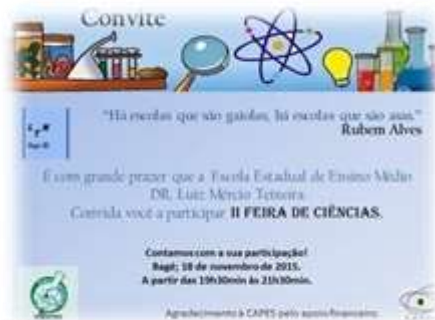 Convite
"Há escolas que são gaiolas, há escolas que são asas."
Rubem Alves
É com grande prazer que a Escola Estadual de Ensino Médio
DR. Luiz Mércio Teixeira
Convida você a participar II FEIRA DE CIÊNCIAS.
Contamos com a sua participação!
Bagé, 18 de novembro de 2015.
A partir das 19h30min às 21h30min.
Agradecimento à CAPES pelo apoio financeiro.